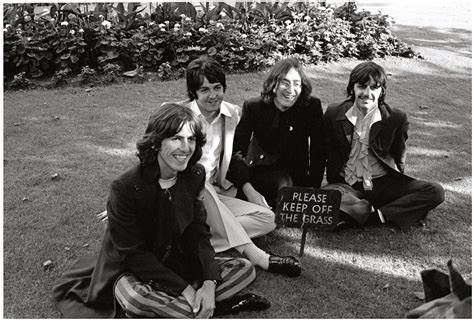 PLEASE
KEEP OFF
THE GRASS